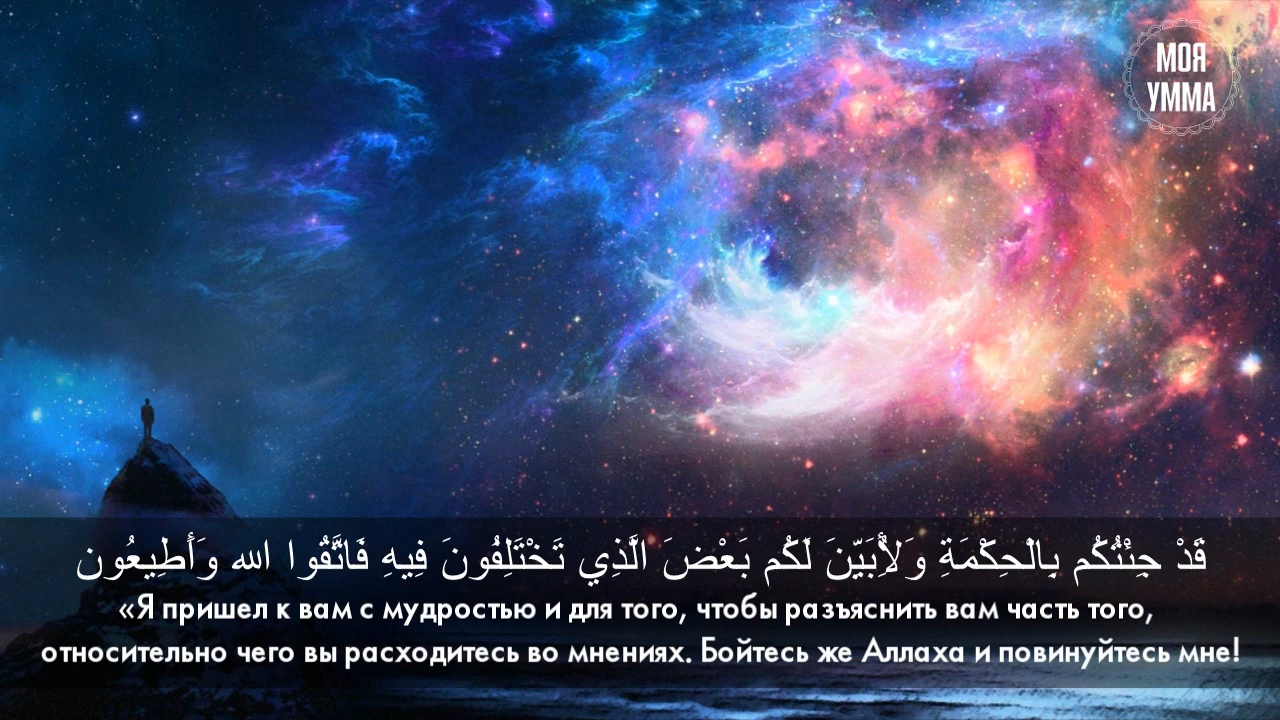 МОЯ
УММА
قَدْ جِئْتُكُم بِالْحِكْمَةِ وَلِأُبَيِّنَ لَكُم بَعْضَ الَّذِي تَخْتَلِفُونَ فِيهِ فَاتَّقُوا الله وَأَطِيعُون
«Я пришел к вам с мудростью и для того, чтобы разъяснить вам часть того,
относительно чего вы расходитесь во мнениях. Бойтесь же Аллаха и повинуйтесь мне!